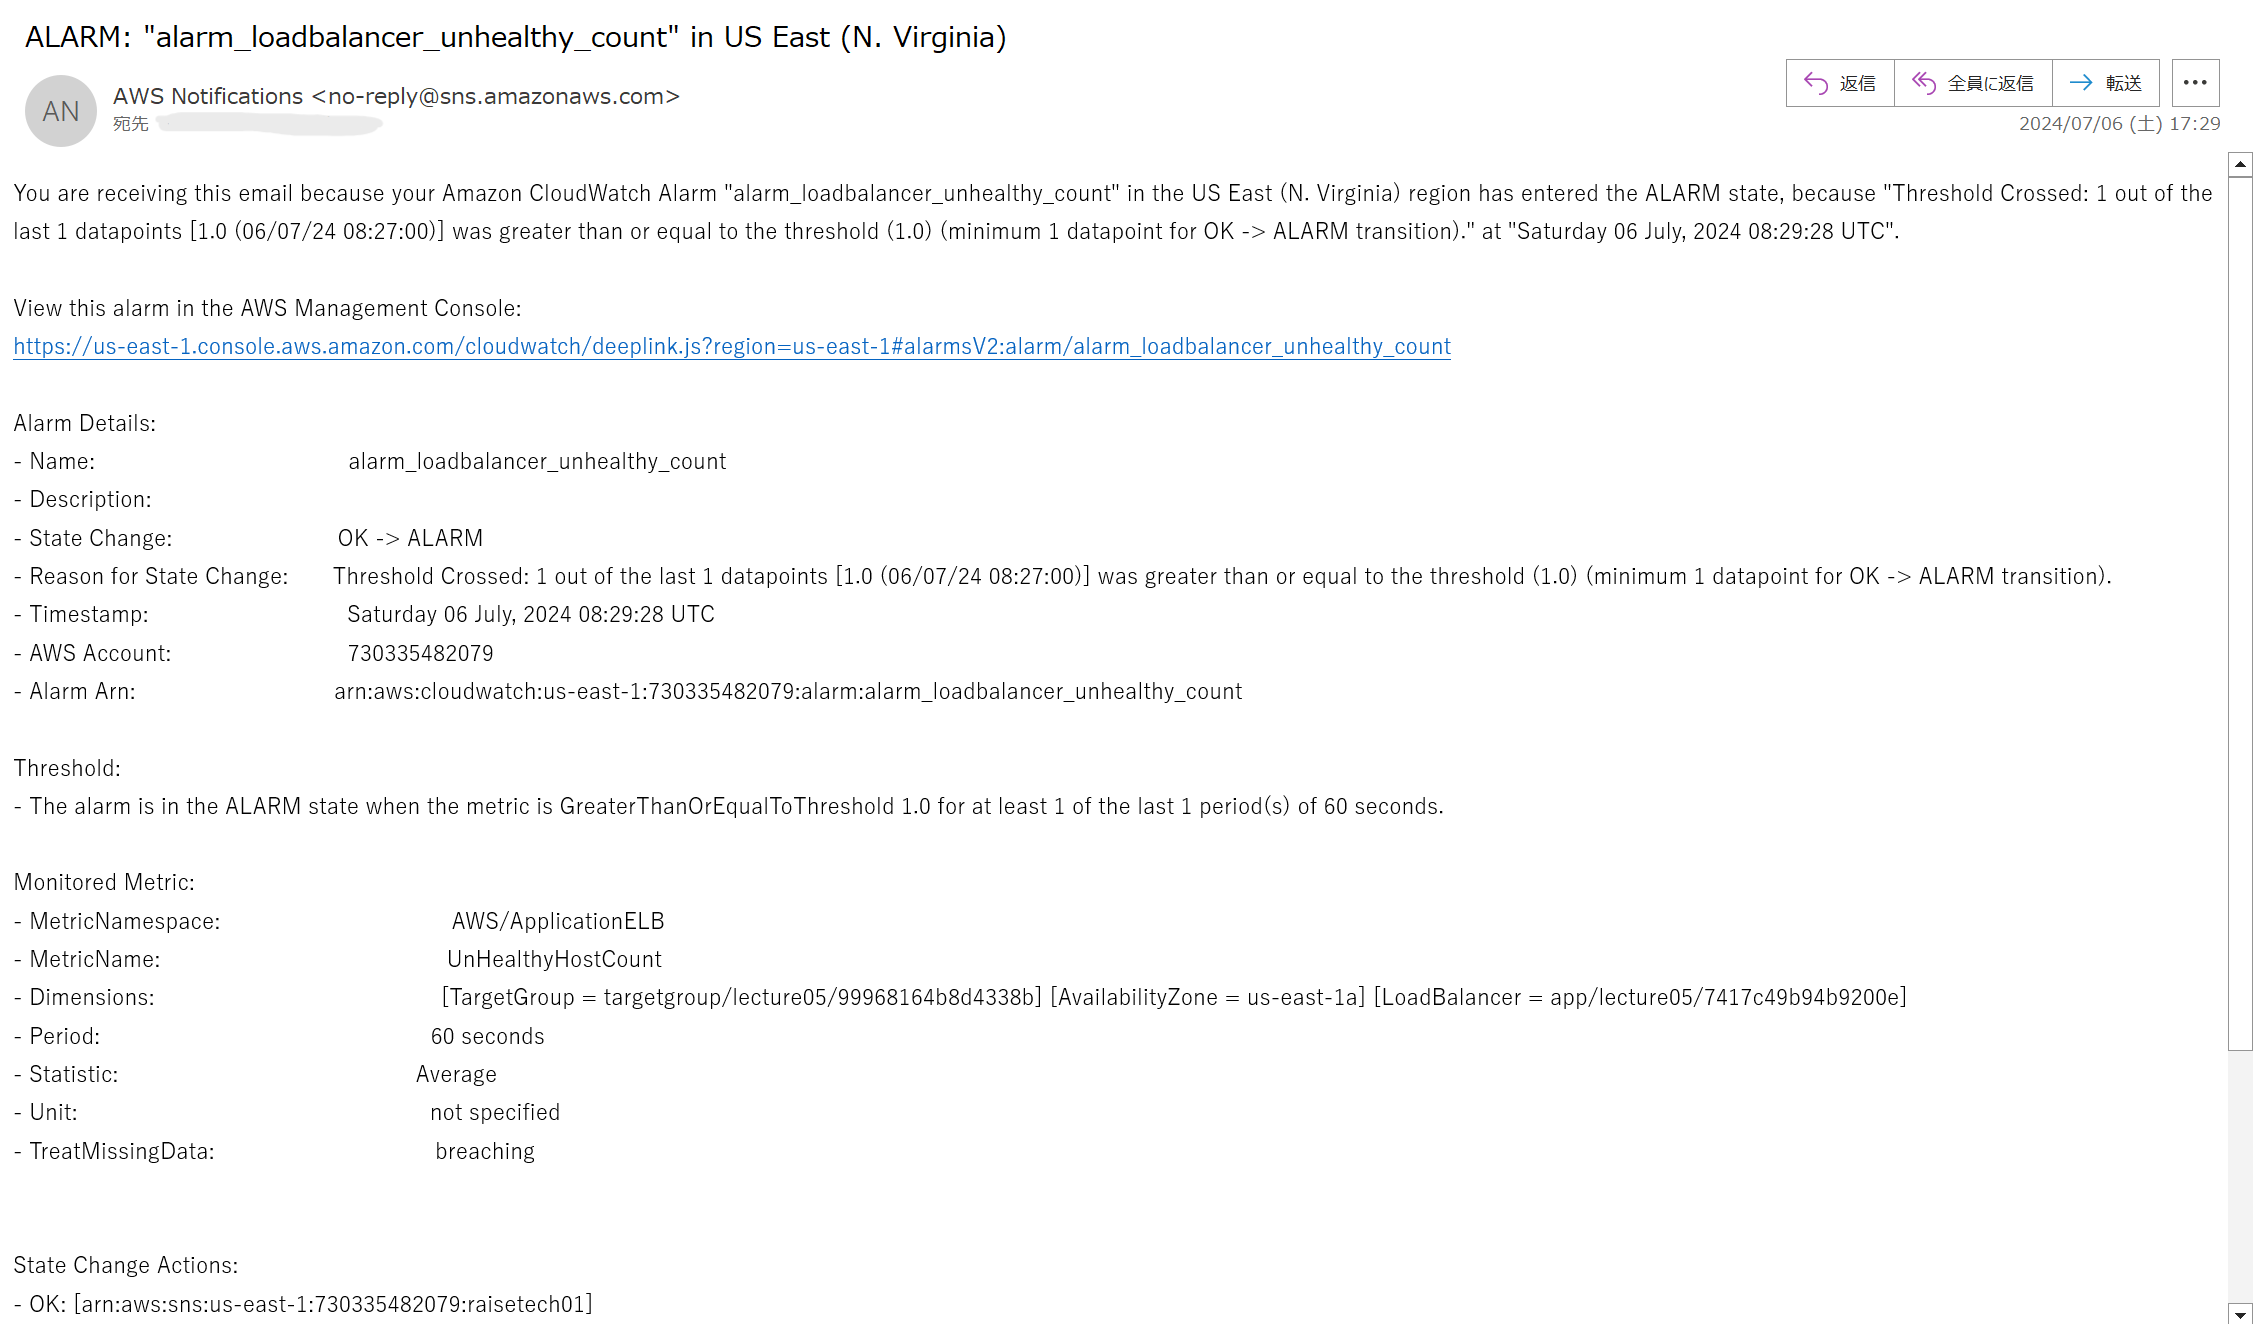 ALARM: "alarm_loadbalancer_unhealthy_count" in US East (N. Virginia)
AN
AWS Notifications <no-reply@sns.amazonaws.com>
宛先
返信
全員に返信
転送
2024/07/06 (土) 17:29
You are receiving this email because your Amazon CloudWatch Alarm "alarm_loadbalancer_unhealthy_count" in the US East (N. Virginia) region has entered the ALARM state, because "Threshold Crossed: 1 out of the
last 1 datapoints [1.0 (06/07/24 08:27:00)] was greater than or equal to the threshold (1.0) (minimum 1 datapoint for OK -> ALARM transition)." at "Saturday 06 July, 2024 08:29:28 UTC".
View this alarm in the AWS Management Console:
https://us-east-1.console.aws.amazon.com/cloudwatch/deeplink.js?region=us-east-1#alarmsV2:alarm/alarm_loadbalancer_unhealthy_count
Alarm Details:
- Name: alarm_loadbalancer_unhealthy_count
- Description:
- State Change: OK -> ALARM
- Reason for State Change: Threshold Crossed: 1 out of the last 1 datapoints [1.0 (06/07/24 08:27:00)] was greater than or equal to the threshold (1.0) (minimum 1 datapoint for OK -> ALARM transition).
- Timestamp: Saturday 06 July, 2024 08:29:28 UTC
- AWS Account: 730335482079
- Alarm Arn: arn:aws:cloudwatch:us-east-1:730335482079:alarm:alarm_loadbalancer_unhealthy_count
Threshold:
- The alarm is in the ALARM state when the metric is GreaterThanOrEqualToThreshold 1.0 for at least 1 of the last 1 period(s) of 60 seconds.
Monitored Metric:
- MetricNamespace: AWS/ApplicationELB
- MetricName: UnHealthyHostCount
- Dimensions: [TargetGroup = targetgroup/lecture05/99968164b8d4338b] [AvailabilityZone = us-east-1a] [LoadBalancer = app/lecture05/7417c49b94b9200e]
- Period: 60 seconds
- Statistic: Average
- Unit: not specified
- TreatMissingData: breaching
State Change Actions:
- OK: [arn:aws:sns:us-east-1:730335482079:raisetech01]